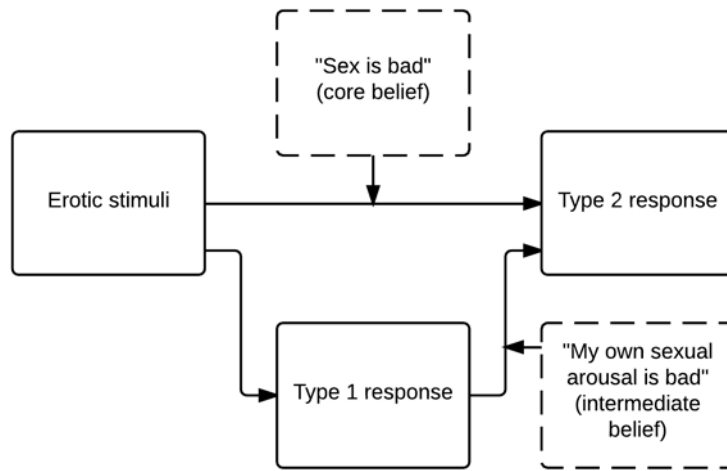 "Sex is bad"
(core belief)
Erotic stimuli
Type 2 response
Type 1 response
"My own sexual
arousal is bad"
(intermediate
belief)